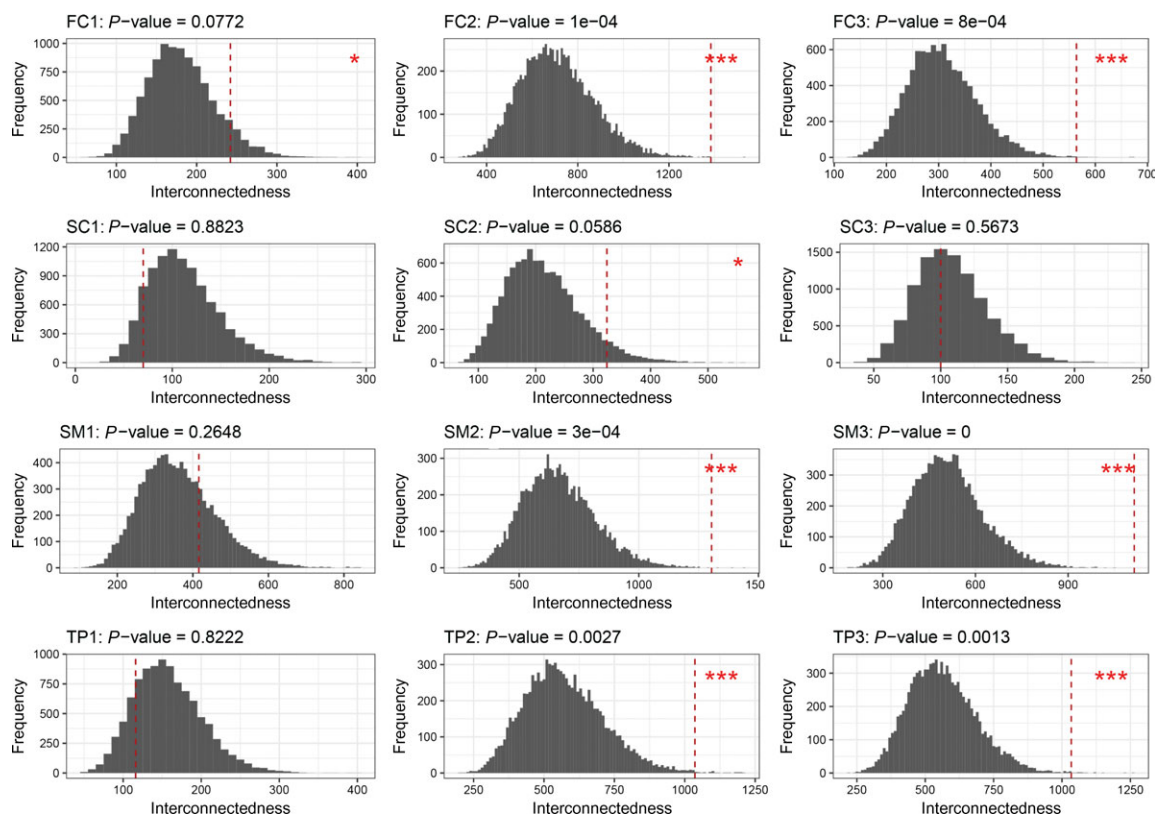 FC1: P−value = 0.0772
FC2: P−value = 1e−04
FC3: P−value = 8e−04
1000
750
500
250
0
Frequency
*
100 200 300 400
Interconnectedness
200
100
0
Frequency
***
400 800 1200
Interconnectedness
600
400
200
0
Frequency
***
100 200 300 400 500 600 700
Interconnectedness
SC1: P−value = 0.8823
SC2: P−value = 0.0586
SC3: P−value = 0.5673
1200
900
600
300
0
Frequency
0 100 200 300
Interconnectedness
600
400
200
0
Frequency
*
100 200 300 400 500
Interconnectedness
1500
1000
500
0
Frequency
50 100 150 200 250
Interconnectedness
SM1: P−value = 0.2648
SM2: P−value = 3e−04
SM3: P−value = 0
400
300
200
100
0
Frequency
200 400 600 800
Interconnectedness
300
200
100
0
Frequency
***
500 1000 150
Interconnectedness
300
200
100
0
Frequency
***
300 600 900
Interconnectedness
TP1: P−value = 0.8222
TP2: P−value = 0.0027
TP3: P−value = 0.0013
1000
750
500
250
0
Frequency
100 200 300 400
Interconnectedness
300
200
100
0
Frequency
***
250 500 750 1000 1250
Interconnectedness
300
200
100
0
Frequency
***
250 500 750 1000 1250
Interconnectedness